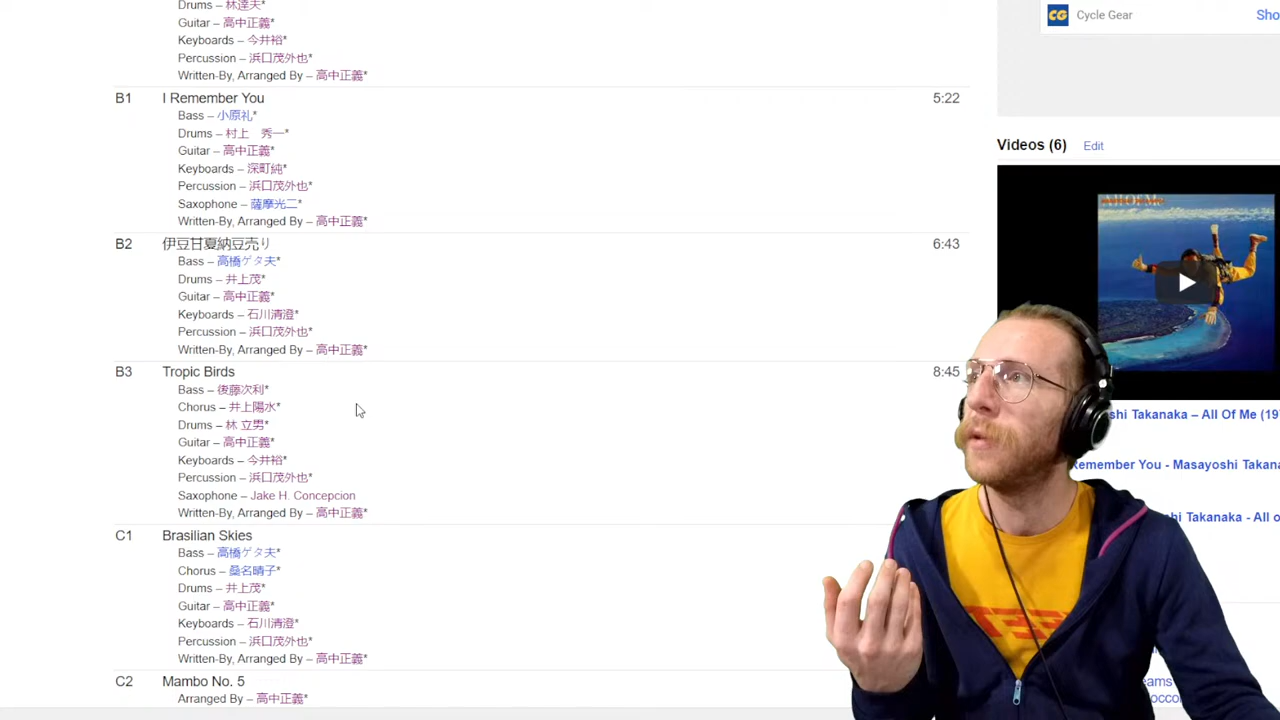 Drums – 林達夫*
Guitar – 高中正義*
Keyboards – 今井裕*
Percussion – 浜口茂外也*
Written-By, Arranged By – 高中正義*
B1 I Remember You 5:22
Bass – 小原礼*
Drums – 村上 秀一*
Guitar – 高中正義*
Keyboards – 深町純*
Percussion – 浜口茂外也*
Saxophone – 薩摩光二*
Written-By, Arranged By – 高中正義*
B2 伊豆甘夏納豆売り 6:43
Bass – 高橋ゲタ夫*
Drums – 井上茂*
Guitar – 高中正義*
Keyboards – 石川清澄*
Percussion – 浜口茂外也*
Written-By, Arranged By – 高中正義*
B3 Tropic Birds 8:45
Bass – 後藤次利*
Chorus – 井上陽水*
Drums – 林 立男*
Guitar – 高中正義*
Keyboards – 今井裕*
Percussion – 浜口茂外也*
Saxophone – Jake H. Concepcion
Written-By, Arranged By – 高中正義*
C1 Brasilian Skies
Bass – 高橋ゲタ夫*
Chorus – 桑名晴子*
Drums – 井上茂*
Guitar – 高中正義*
Keyboards – 石川清澄*
Percussion – 浜口茂外也*
Written-By, Arranged By – 高中正義*
C2 Mambo No. 5
Arranged By – 高中正義*
CG Cycle Gear Sho
Videos (6) Edit
shi Takanaka – All Of Me (19
Remember You - Masayoshi Takana
shi Takanaka - All o
eams
occo